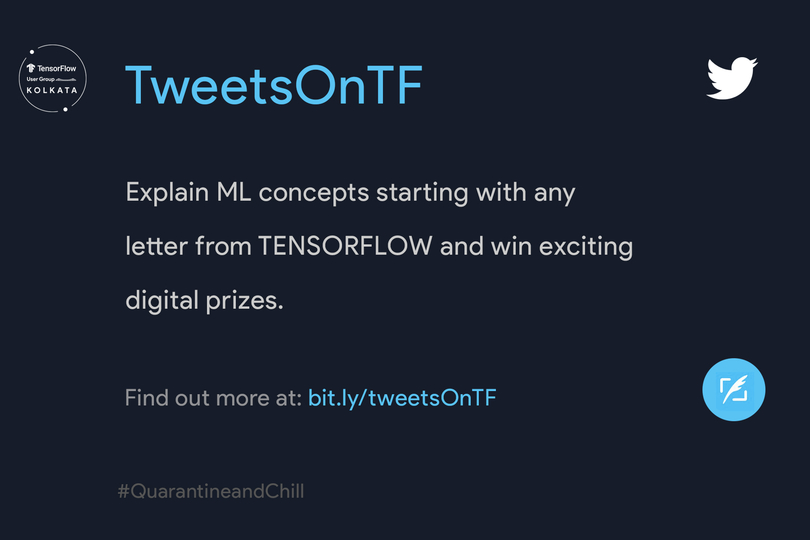 TensorFlow
User Group
KOLKATA
TweetsOnTF
Explain ML concepts starting with any
letter from TENSORFLOW and win exciting
digital prizes.
Find out more at: bit.ly/tweetsOnTF
#QuarantineandChill